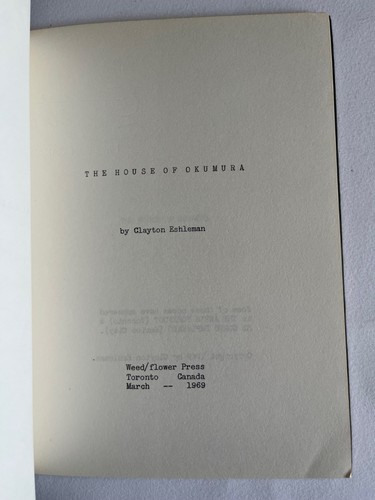 THE HOUSE OF OKUMURA
by Clayton Eshleman
Weed/flower Press
Toronto Canada
March -- 1969